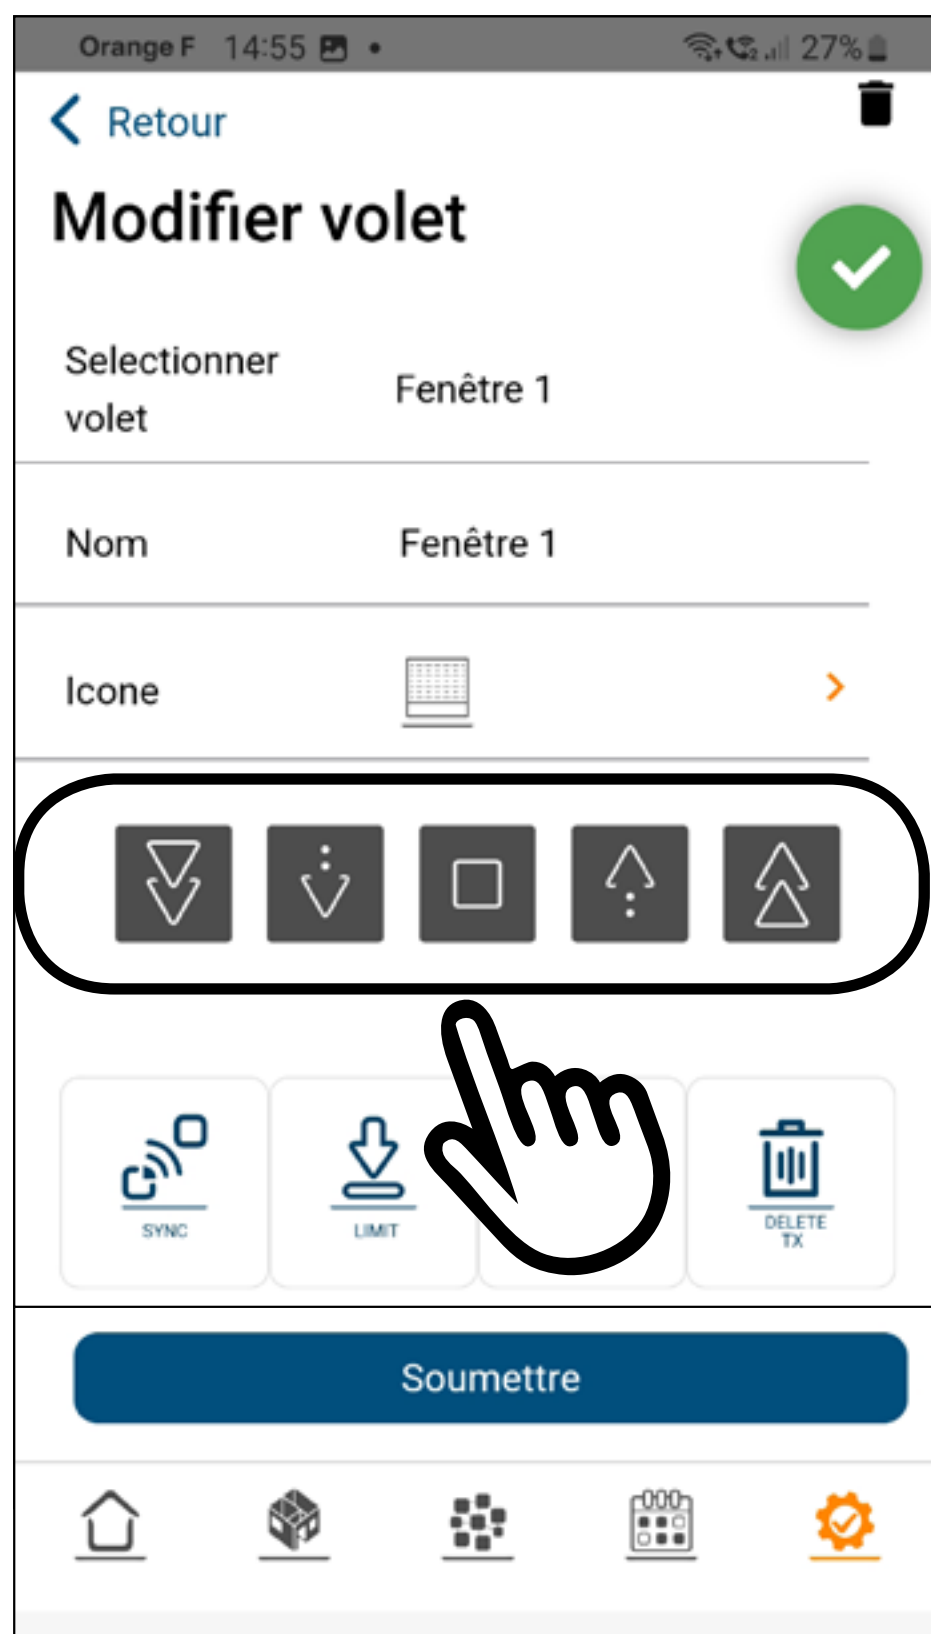 Orange F 14:55 27%
Retour
Modifier volet
Selectionner
volet
Fenêtre 1
Nom Fenêtre 1
Icone
SYNC LIMIT DELETE
TX
Soumettre